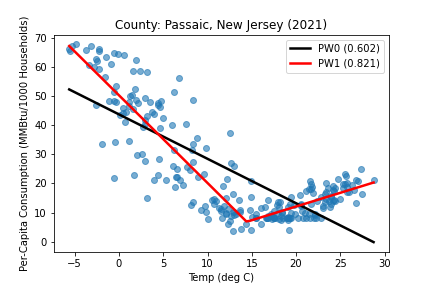 County: Passaic, New Jersey (2021)
Per-Capita Consumption (MMBtu/1000 Households)
70
60
50
40
30
20
10
0
PW0 (0.602)
PW1 (0.821)
−5 0 5 10 15 20 25 30
Temp (deg C)